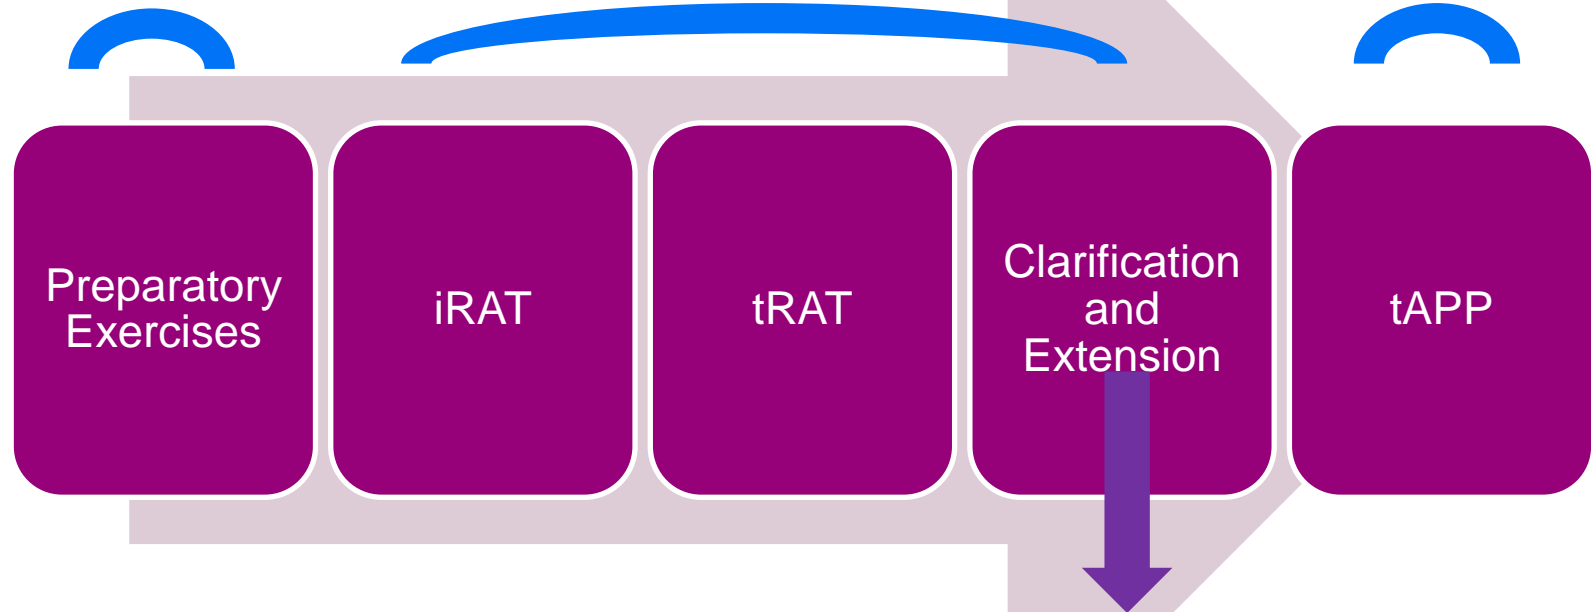 Preparatory
Exercises
iRAT
tRAT
Clarification
and
Extension
tAPP